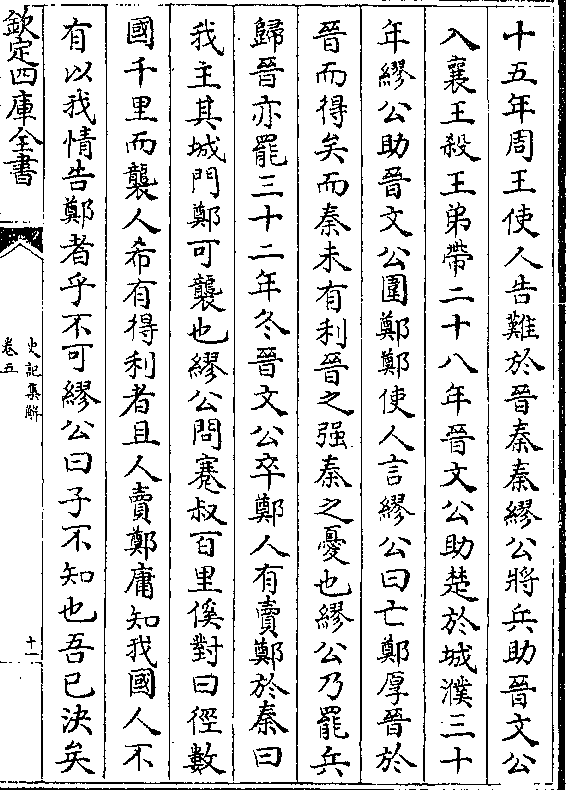 十五年周王使人告難於晉秦秦繆公將兵助晉文公
入襄王殺王弟帶二十八年晉文公助楚於城濮三十
年繆公助晉文公圍鄭鄭使人言繆公曰亡鄭厚晉於
晉而得矣而秦未有利晉之强秦之憂也繆公乃罷兵
歸晉亦罷三十二年冬晉文公卒鄭人有賣鄭於秦曰
我主其城門鄭可襲也繆公問蹇叔百里傒對曰徑數
國千里而襲人希有得利者且人賣鄭庸知我國人不
有以我情告鄭者乎不可繆公曰子不知也吾已決矣
欽定四庫全書
史記集解
卷五
十一